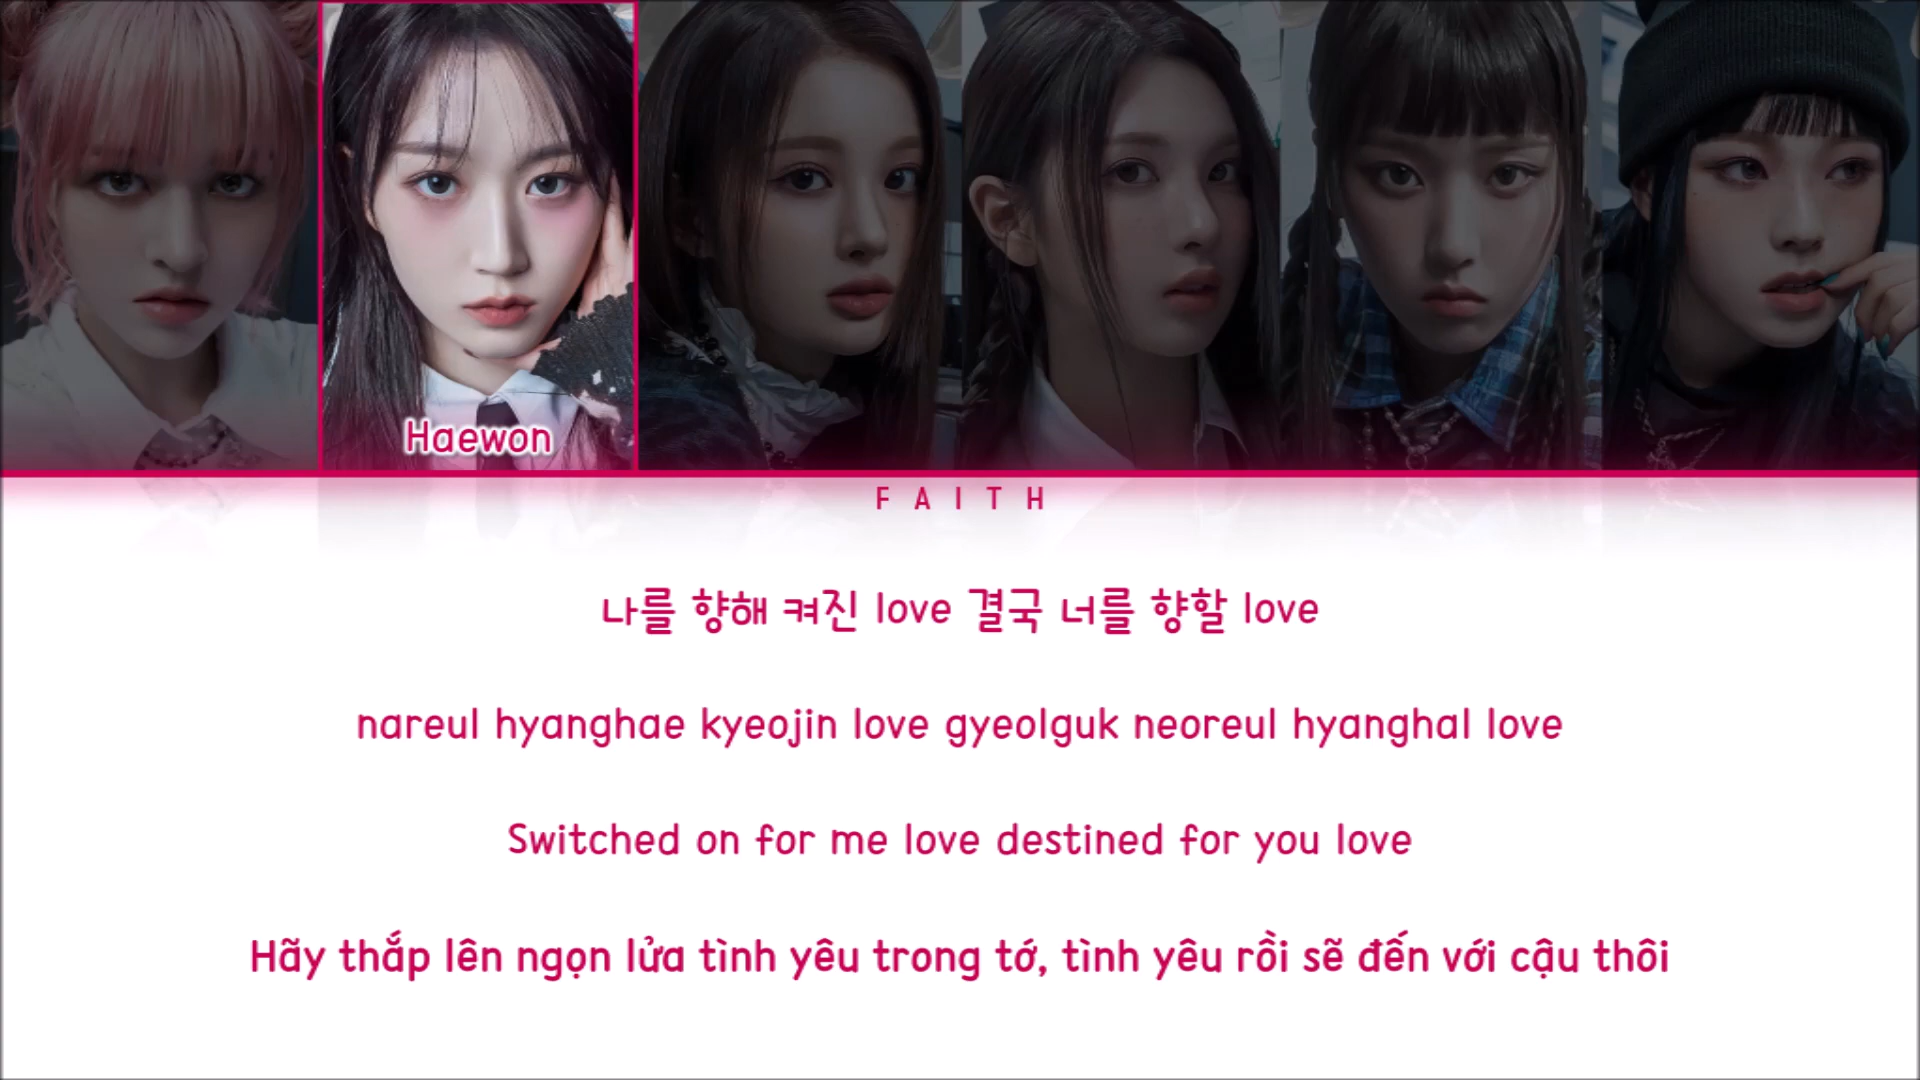 Haewon
FAITH
나를 향해 켜진 love 결국 너를 향할 love
nareul hyanghae kyeojin love gyeolguk neoreul hyanghal love
Switched on for me love destined for you love
Hãy thắp lên ngọn lửa tình yêu trong tớ, tình yêu rồi sẽ đến với cậu thôi